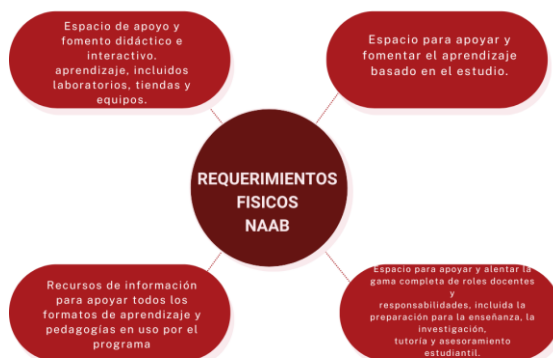 Espacio de apoyo y
fomento didáctico e
interactivo.
aprendizaje, incluidos
laboratorios, tiendas y
equipos.
Espacio para apoyar y
fomentar el aprendizaje
basado en el estudio.
REQUERIMIENTOS
FISICOS
NAAB
Recursos de información
para apoyar todos los
formatos de aprendizaje y
pedagogías en uso por el
programa
Espacio para apoyar y alentar la
gama completa de roles docentes
y
responsabilidades, incluida la
preparación para la enseñanza, la
investigación,
tutoría y asesoramiento
estudiantil.